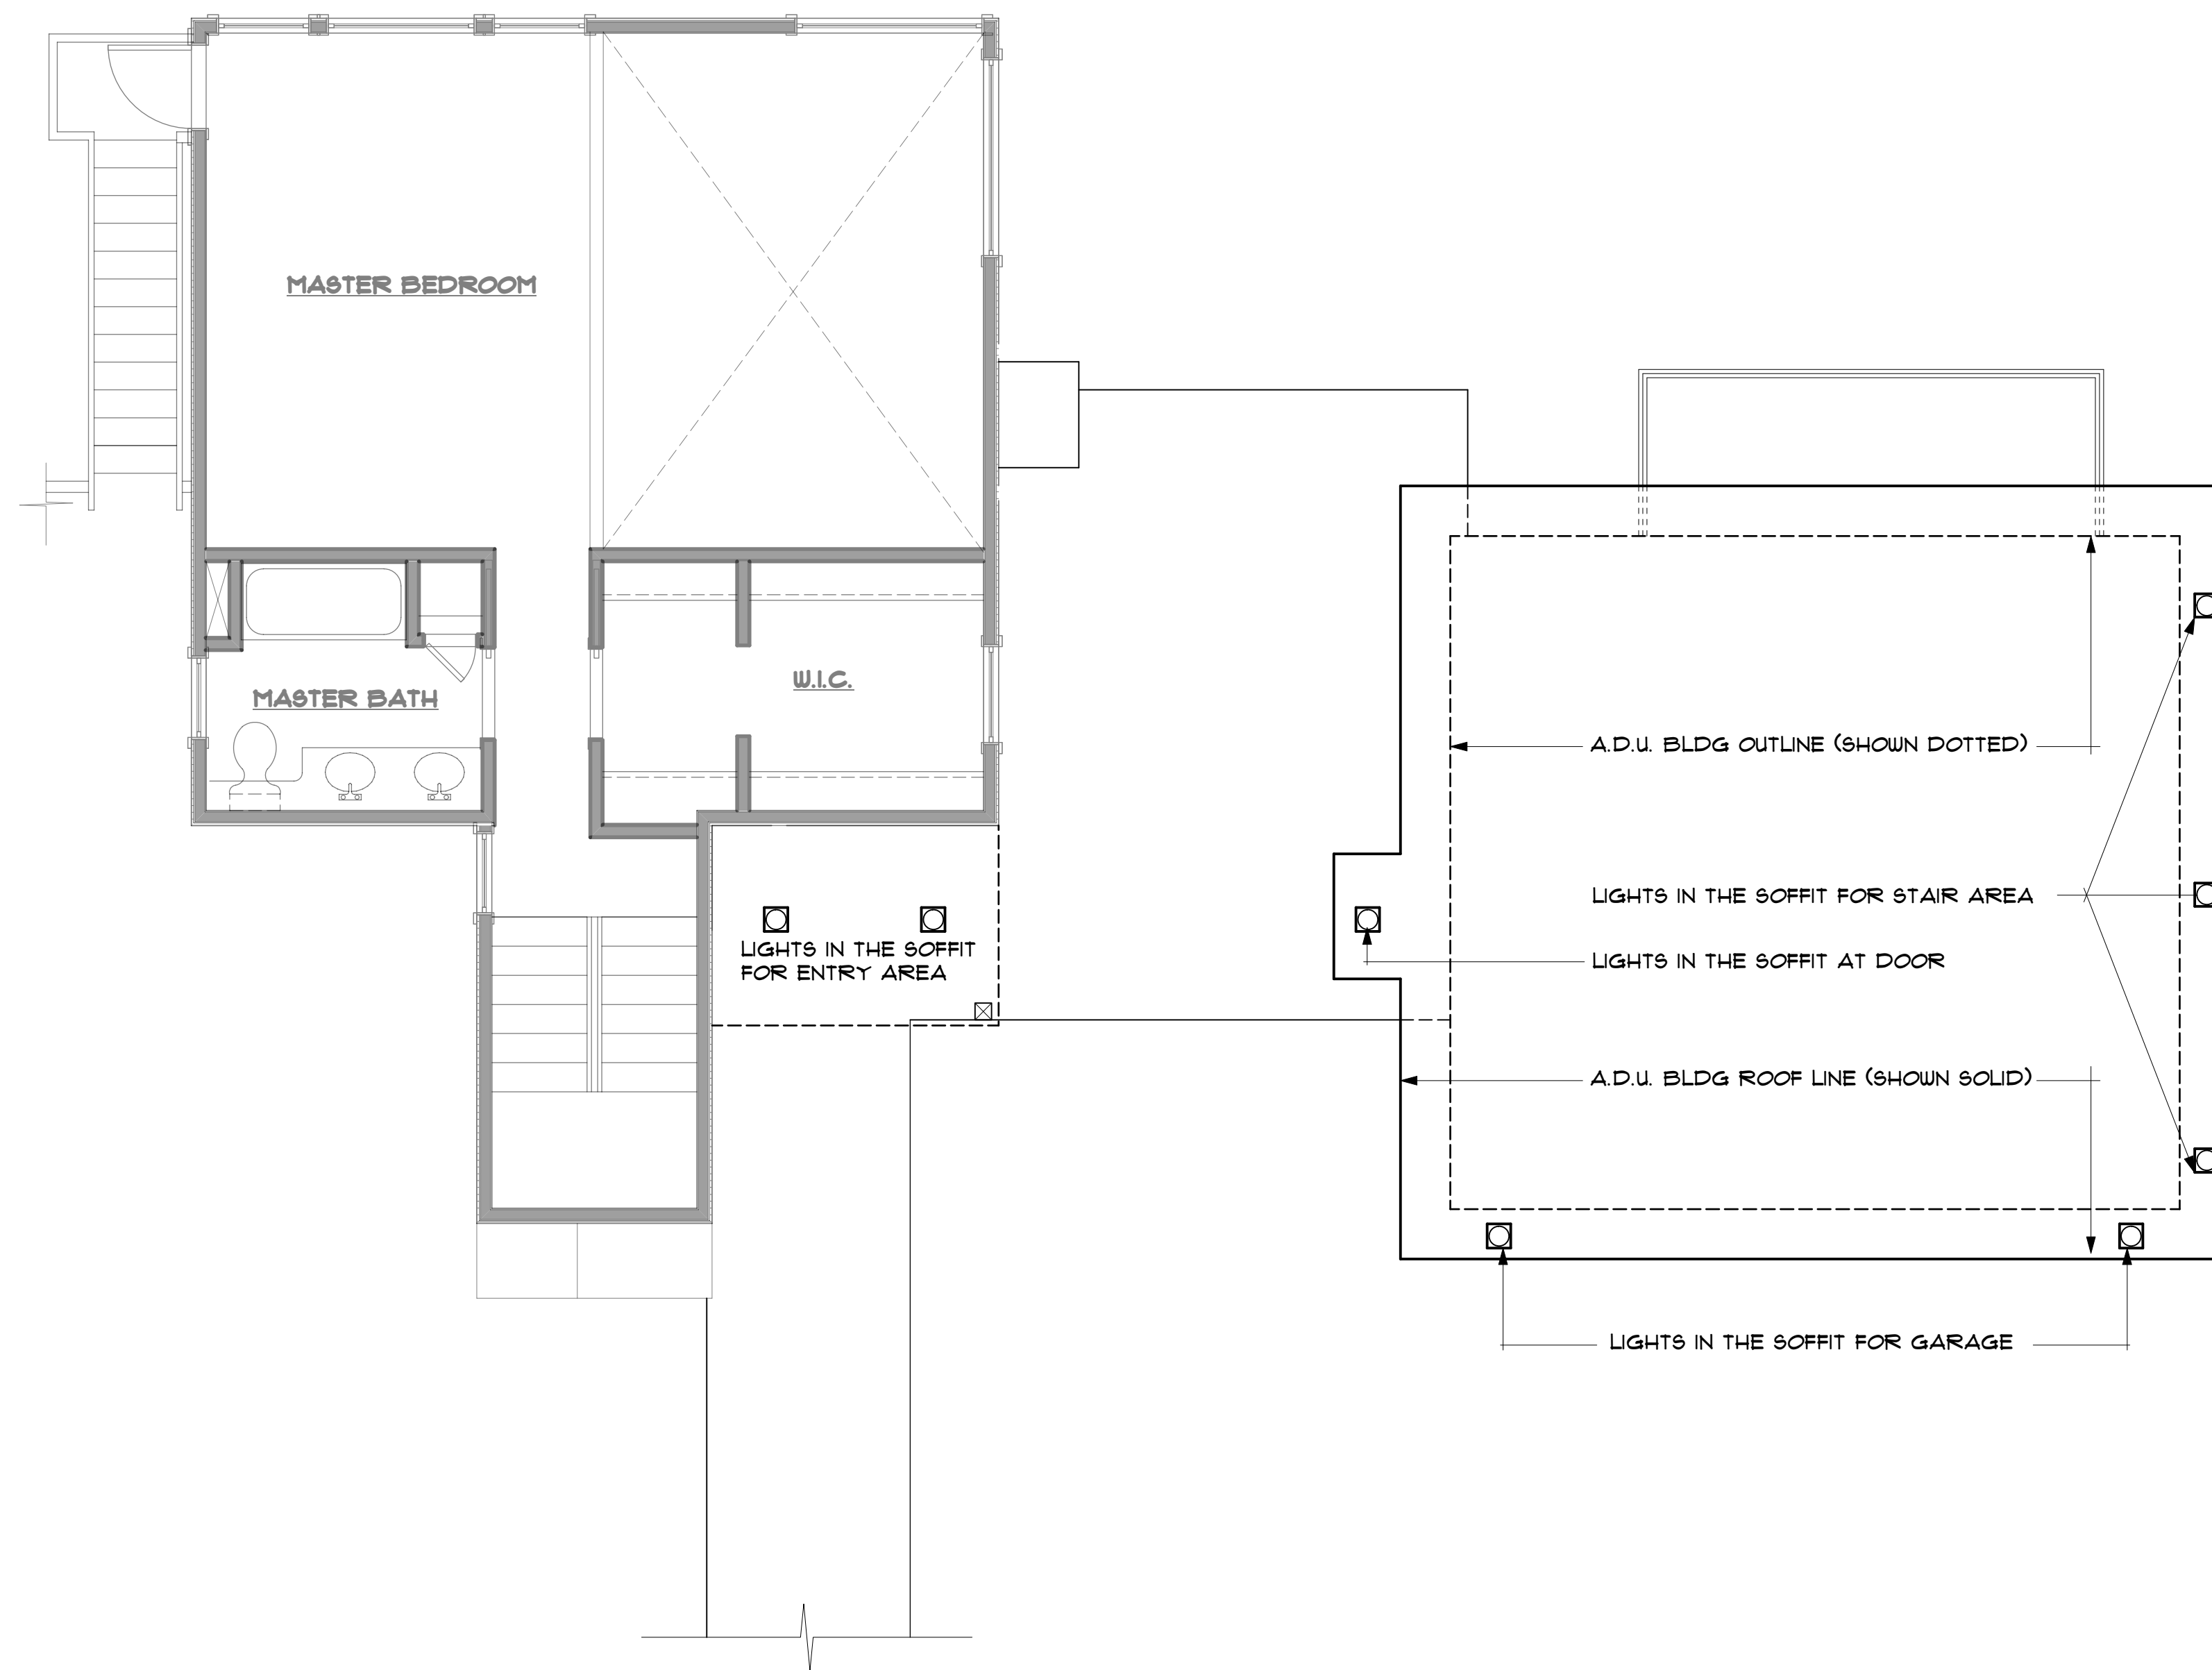 MASTER BEDROOM
MASTER BATH
W.I.C.
LIGHTS IN THE SOFFIT
FOR ENTRY AREA
A.D.U. BLDG OUTLINE (SHOWN DOTTED)
LIGHTS IN THE SOFFIT FOR STAIR AREA
LIGHTS IN THE SOFFIT AT DOOR
A.D.U. BLDG ROOF LINE (SHOWN SOLID)
LIGHTS IN THE SOFFIT FOR GARAGE